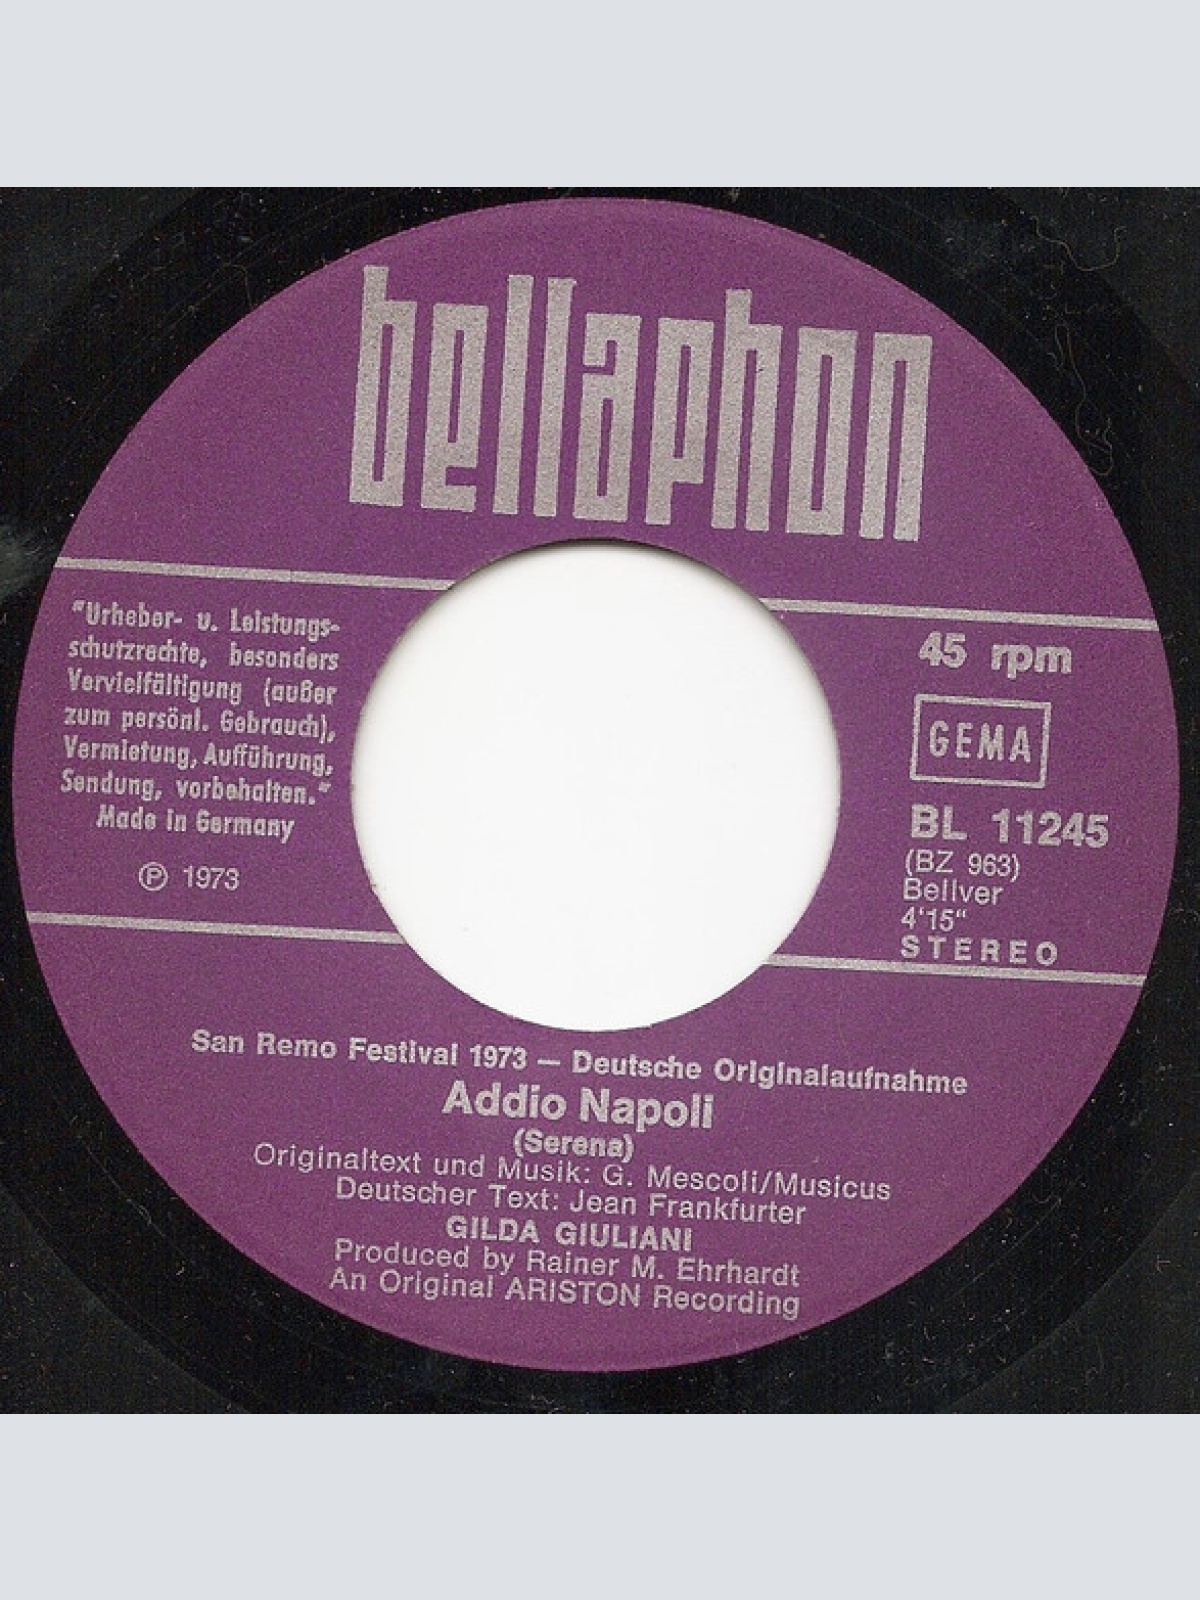 bellaphon
"Urheber- u. Leistungs-
schutzrechte, besonders
Vervielfältigung (außer
zum persönl. Gebrauch),
Vermietung, Aufführung,
Sendung, vorbehalten."
Made in Germany
Ⓟ 1973
45 rpm
GEMA
BL 11245
(BZ 963)
Bellver
4'15"
STEREO
San Remo Festival 1973 – Deutsche Originalaufnahme
Addio Napoli
(Serena)
Originaltext und Musik: G. Mescoli/Musicus
Deutscher Text: Jean Frankfurter
GILDA GIULIANI
Produced by Rainer M. Ehrhardt
An Original ARISTON Recording